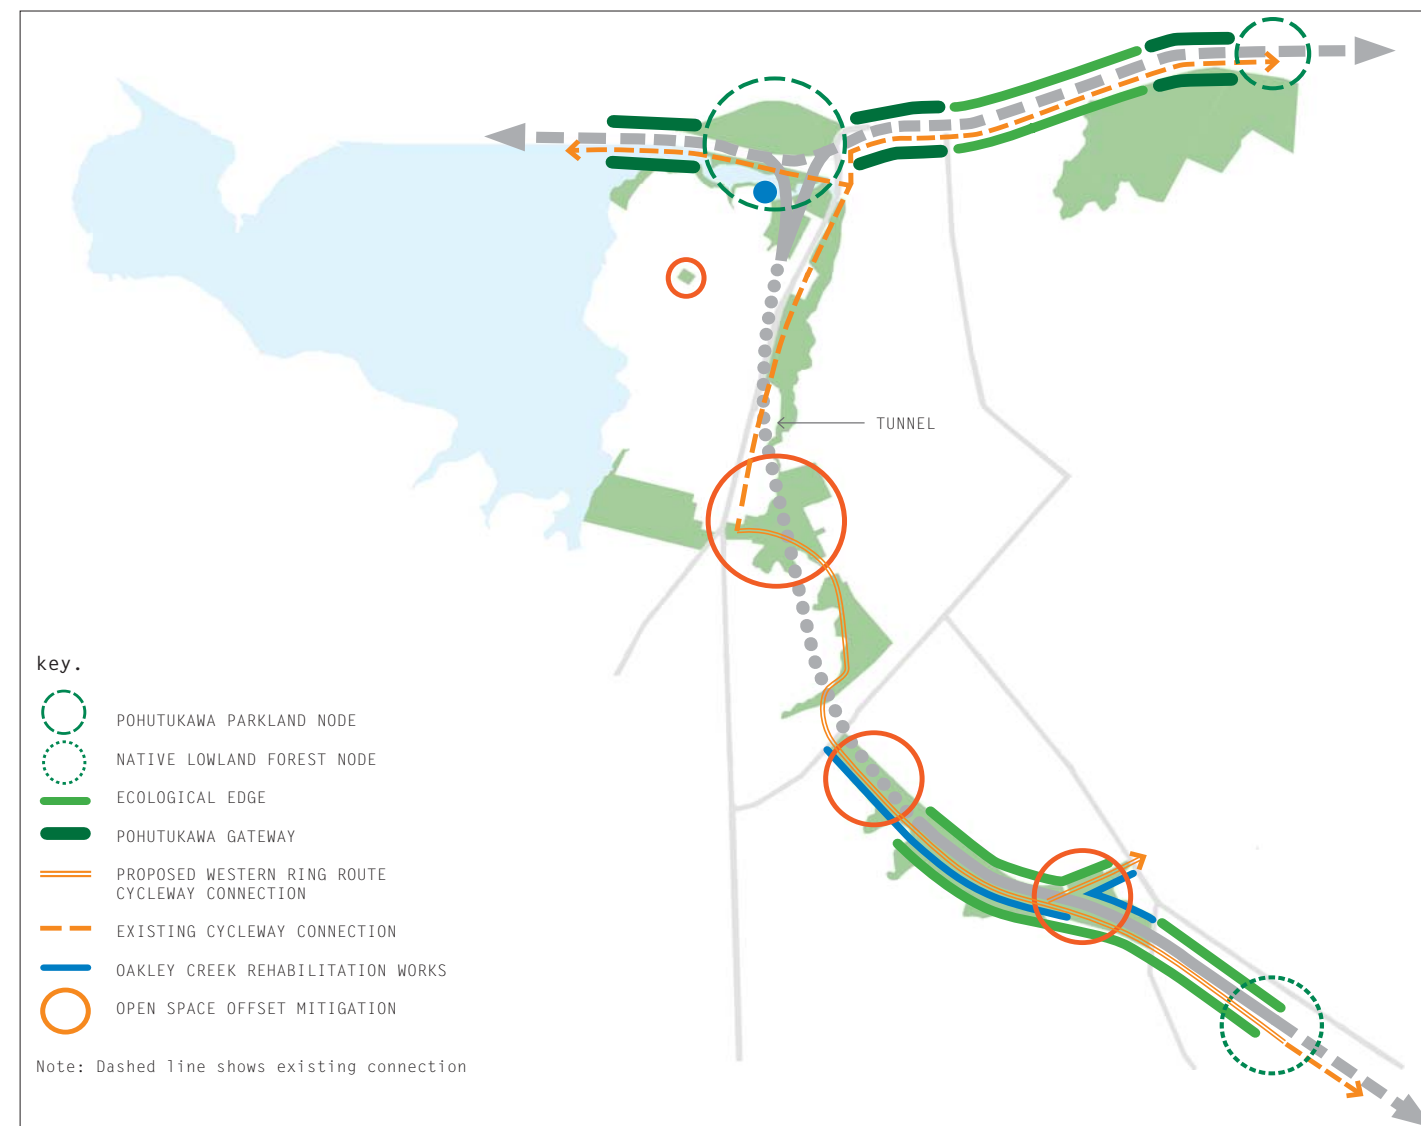 TUNNEL
key.
POHUTUKAWA PARKLAND NODE
NATIVE LOWLAND FOREST NODE
ECOLOGICAL EDGE
POHUTUKAWA GATEWAY
PROPOSED WESTERN RING ROUTE
CYCLEWAY CONNECTION
EXISTING CYCLEWAY CONNECTION
OAKLEY CREEK REHABILITATION WORKS
OPEN SPACE OFFSET MITIGATION
Note: Dashed line shows existing connection